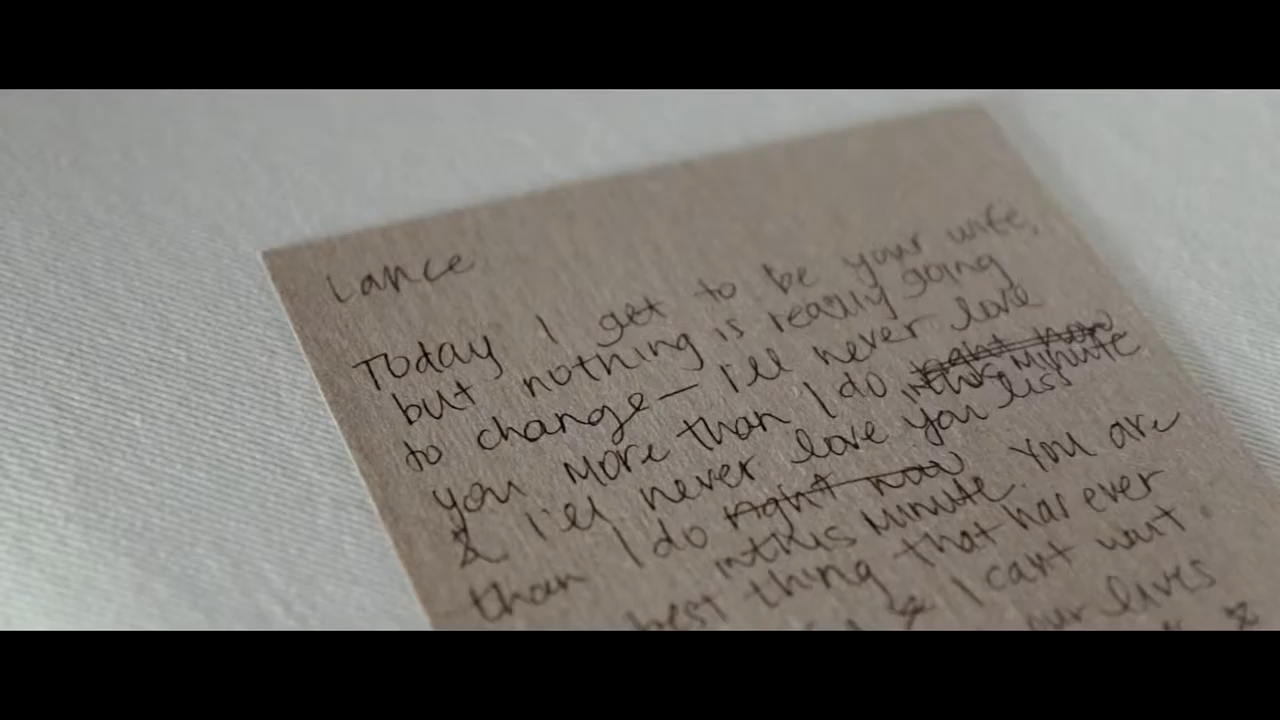 Lance
Today I get to be your wife,
but nothing is really going
to change — I'll never love
you more than I do right now in this minute
& I'll never love you less
than I do right now in this minute. You are
best thing that has ever
& I can't wait
our lives
&